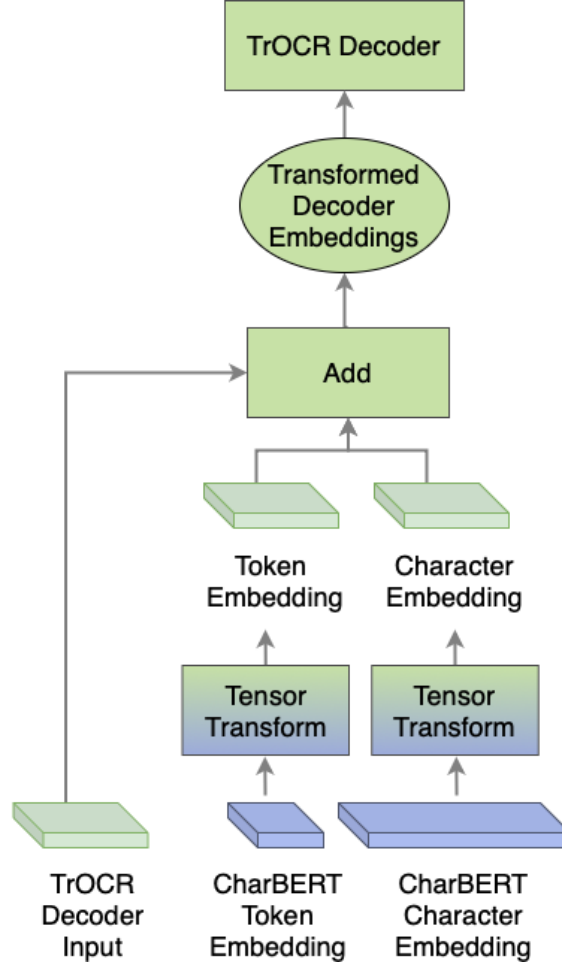 TrOCR Decoder
Transformed
Decoder
Embeddings
Add
Token
Embedding
Character
Embedding
Tensor
Transform
Tensor
Transform
TrOCR
Decoder
Input
CharBERT
Token
Embedding
CharBERT
Character
Embedding